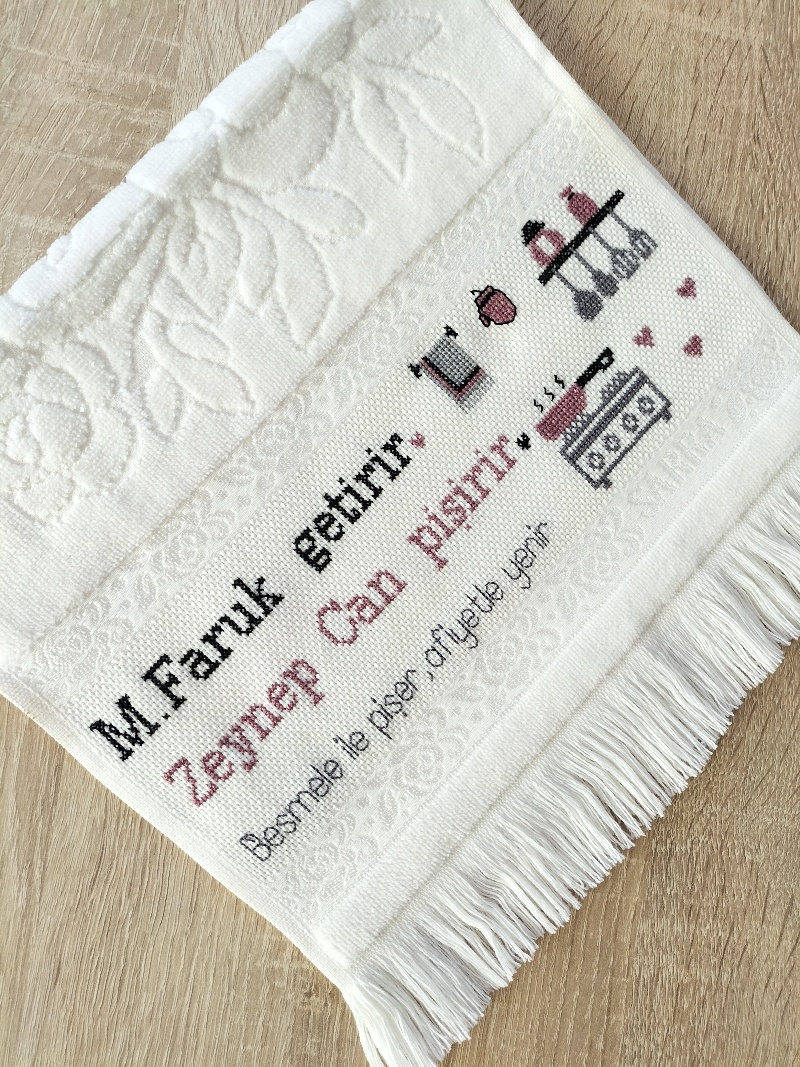 M.Faruk getirir
Zeynep Can pişirir
Besmele ile pişer, afiyetle yenir